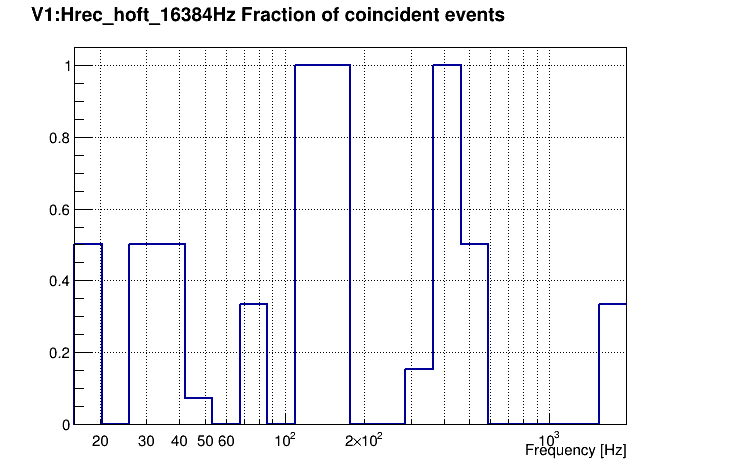 V1:Hrec_hoft_16384Hz Fraction of coincident events
1
0.8
0.6
0.4
0.2
0
20 30 40 50 60 10² 2×10² 10³
Frequency [Hz]